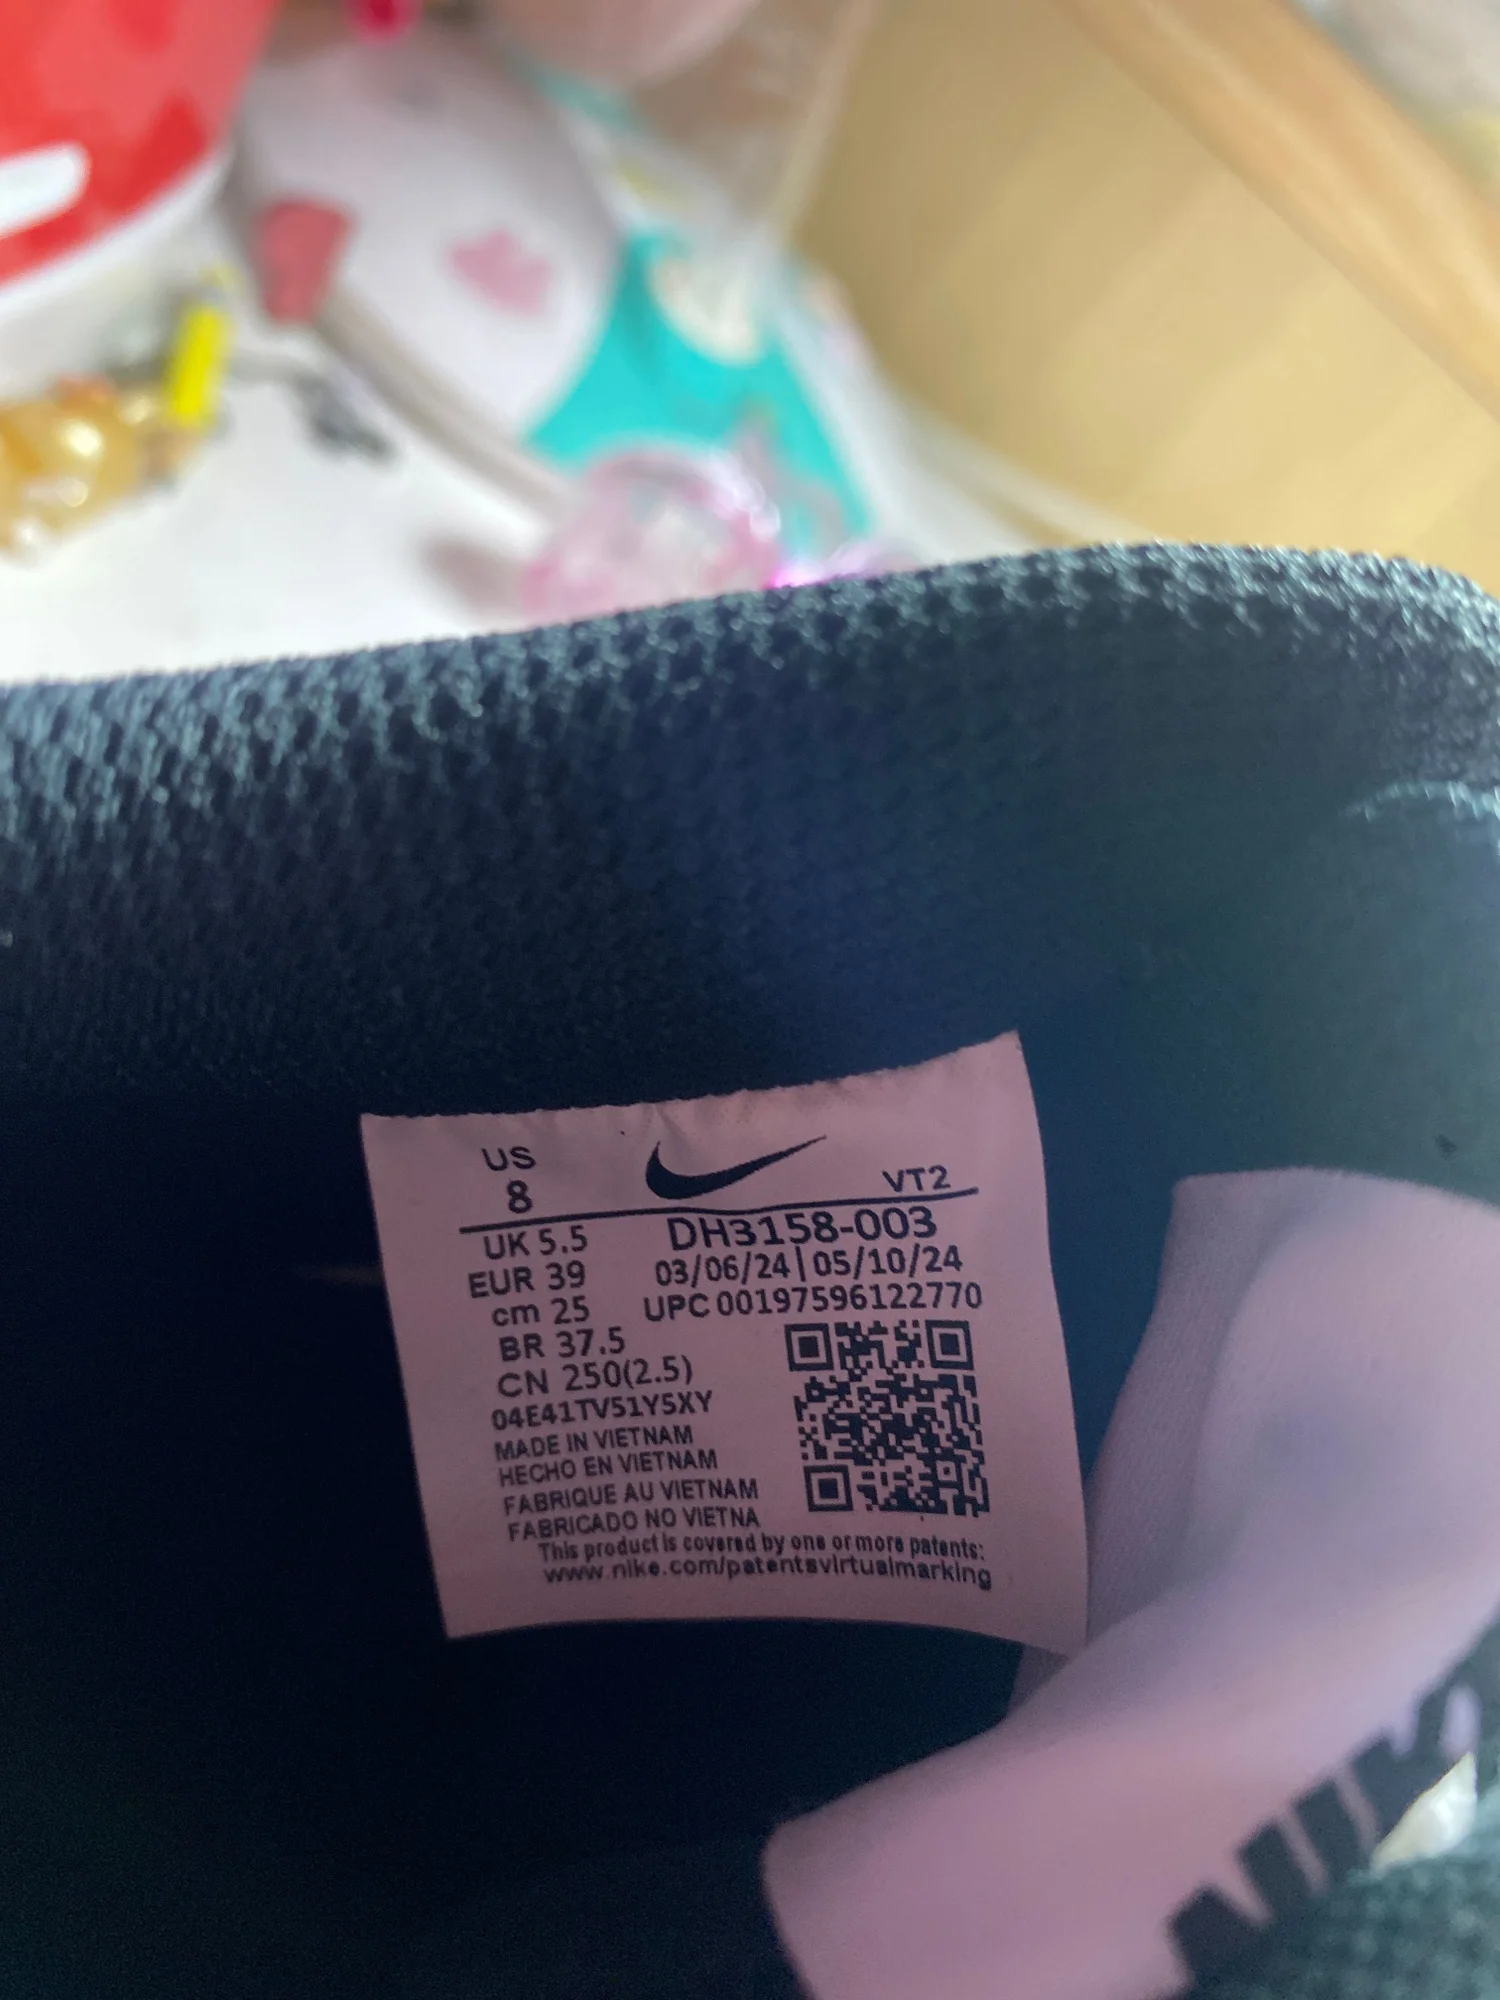 US
8
VT2
UK 5.5
DH3158-003
EUR 39
03/06/24 | 05/10/24
cm 25
UPC 00197596122770
BR 37.5
CN 250(2.5)
04E41TV51Y5XY
MADE IN VIETNAM
HECHO EN VIETNAM
FABRIQUE AU VIETNAM
FABRICADO NO VIETNA
This product is covered by one or more patents:
www.nike.com/patentsvirtualmarking